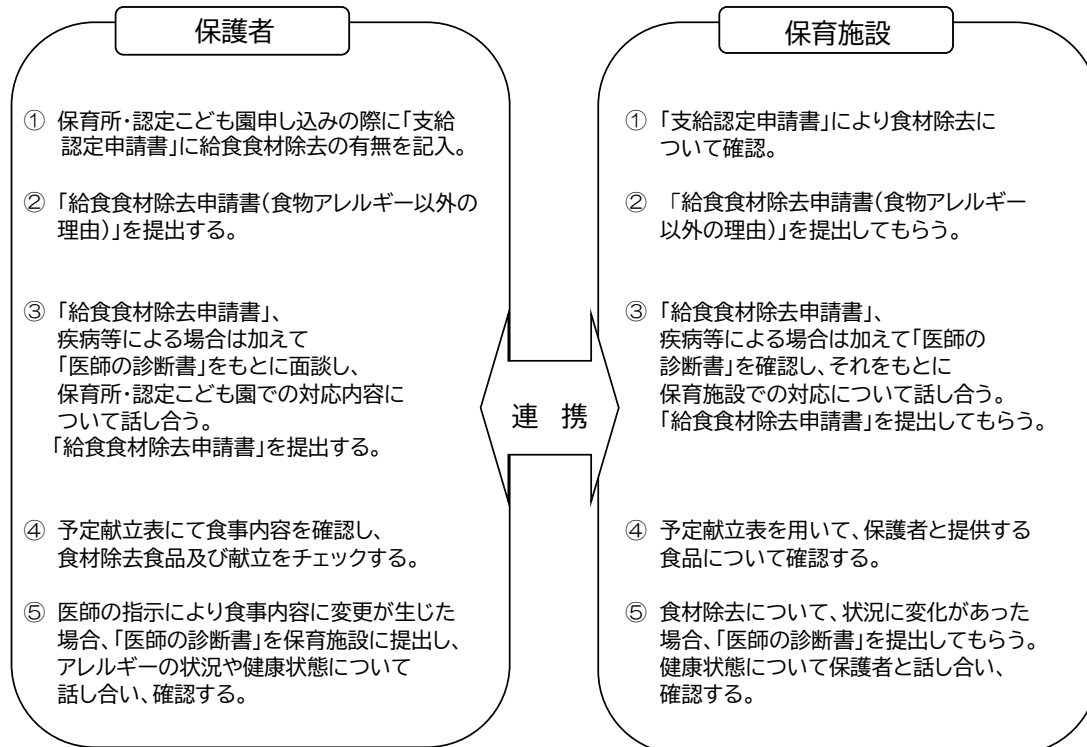 保護者
① 保育所・認定こども園申し込みの際に「支給
認定申請書」に給食食材除去の有無を記入。
② 「給食食材除去申請書(食物アレルギー以外の
理由)」を提出する。
③ 「給食食材除去申請書」、
疾病等による場合は加えて
「医師の診断書」をもとに面談し、
保育所・認定こども園での対応内容に
ついて話し合う。
「給食食材除去申請書」を提出する。
④ 予定献立表にて食事内容を確認し、
食材除去食品及び献立をチェックする。
⑤ 医師の指示により食事内容に変更が生じた
場合、「医師の診断書」を保育施設に提出し、
アレルギーの状況や健康状態について
話し合い、確認する。
連 携
保育施設
① 「支給認定申請書」により食材除去に
ついて確認。
② 「給食食材除去申請書(食物アレルギー
以外の理由)」を提出してもらう。
③ 「給食食材除去申請書」、
疾病等による場合は加えて「医師の
診断書」を確認し、それをもとに
保育施設での対応について話し合う。
「給食食材除去申請書」を提出してもらう。
④ 予定献立表を用いて、保護者と提供する
食品について確認する。
⑤ 食材除去について、状況に変化があった
場合、「医師の診断書」を提出してもらう。
健康状態について保護者と話し合い、
確認する。